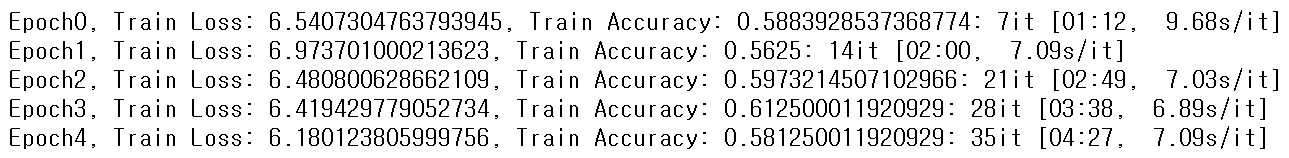 Epoch0, Train Loss: 6.5407304763793945, Train Accuracy: 0.5883928537368774: 7it [01:12,  9.68s/it]
Epoch1, Train Loss: 6.973701000213623, Train Accuracy: 0.5625: 14it [02:00,  7.09s/it]
Epoch2, Train Loss: 6.480800628662109, Train Accuracy: 0.5973214507102966: 21it [02:49,  7.03s/it]
Epoch3, Train Loss: 6.419429779052734, Train Accuracy: 0.612500011920929: 28it [03:38,  6.89s/it]
Epoch4, Train Loss: 6.180123805999756, Train Accuracy: 0.581250011920929: 35it [04:27,  7.09s/it]